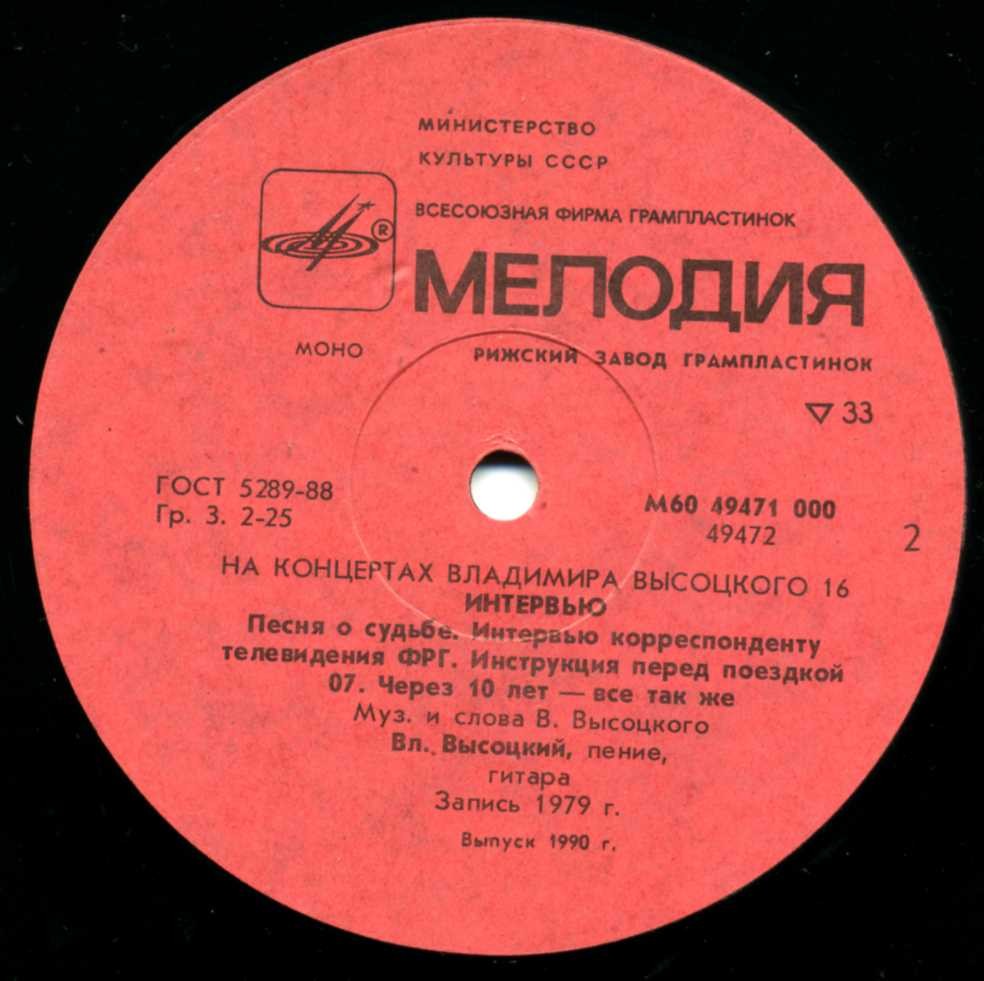 МИНИСТЕРСТВО
КУЛЬТУРЫ СССР
ВСЕСОЮЗНАЯ ФИРМА ГРАМПЛАСТИНОК
®
МЕЛОДИЯ
МОНО
РИЖСКИЙ ЗАВОД ГРАМПЛАСТИНОК
▽ 33
ГОСТ 5289-88
Гр. 3. 2-25
М60 49471 000
49472
2
НА КОНЦЕРТАХ ВЛАДИМИРА ВЫСОЦКОГО 16
ИНТЕРВЬЮ
Песня о судьбе. Интервью корреспонденту
телевидения ФРГ. Инструкция перед поездкой
07. Через 10 лет — все так же
Муз. и слова В. Высоцкого
Вл. Высоцкий, пение,
гитара
Запись 1979 г.
Выпуск 1990 г.